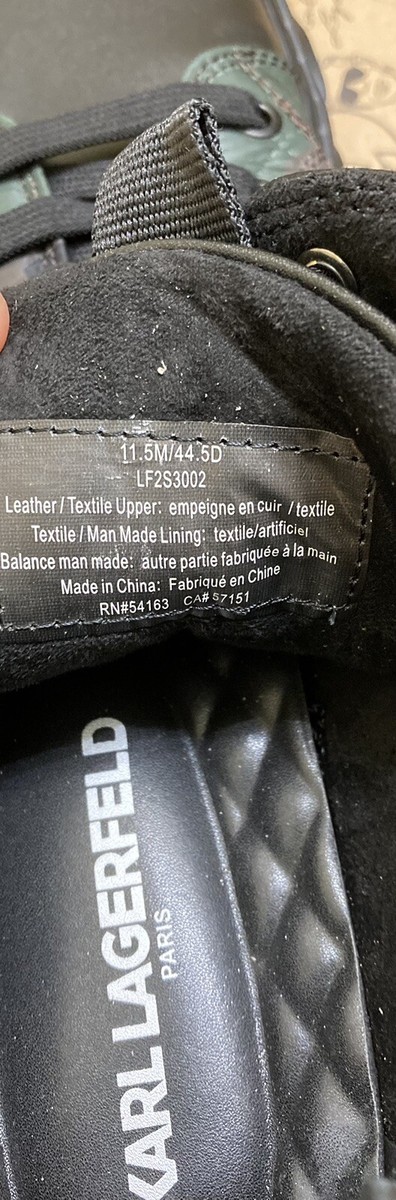 11.5M/44.5D
LF2S3002
Leather / Textile Upper: empeigne en cuir / textile
Textile / Man Made Lining: textile/artificiel
Balance man made: autre partie fabriquée à la main
Made in China: Fabriqué en Chine
RN#54163 CA# 57151
KARL LAGERFELD
PARIS